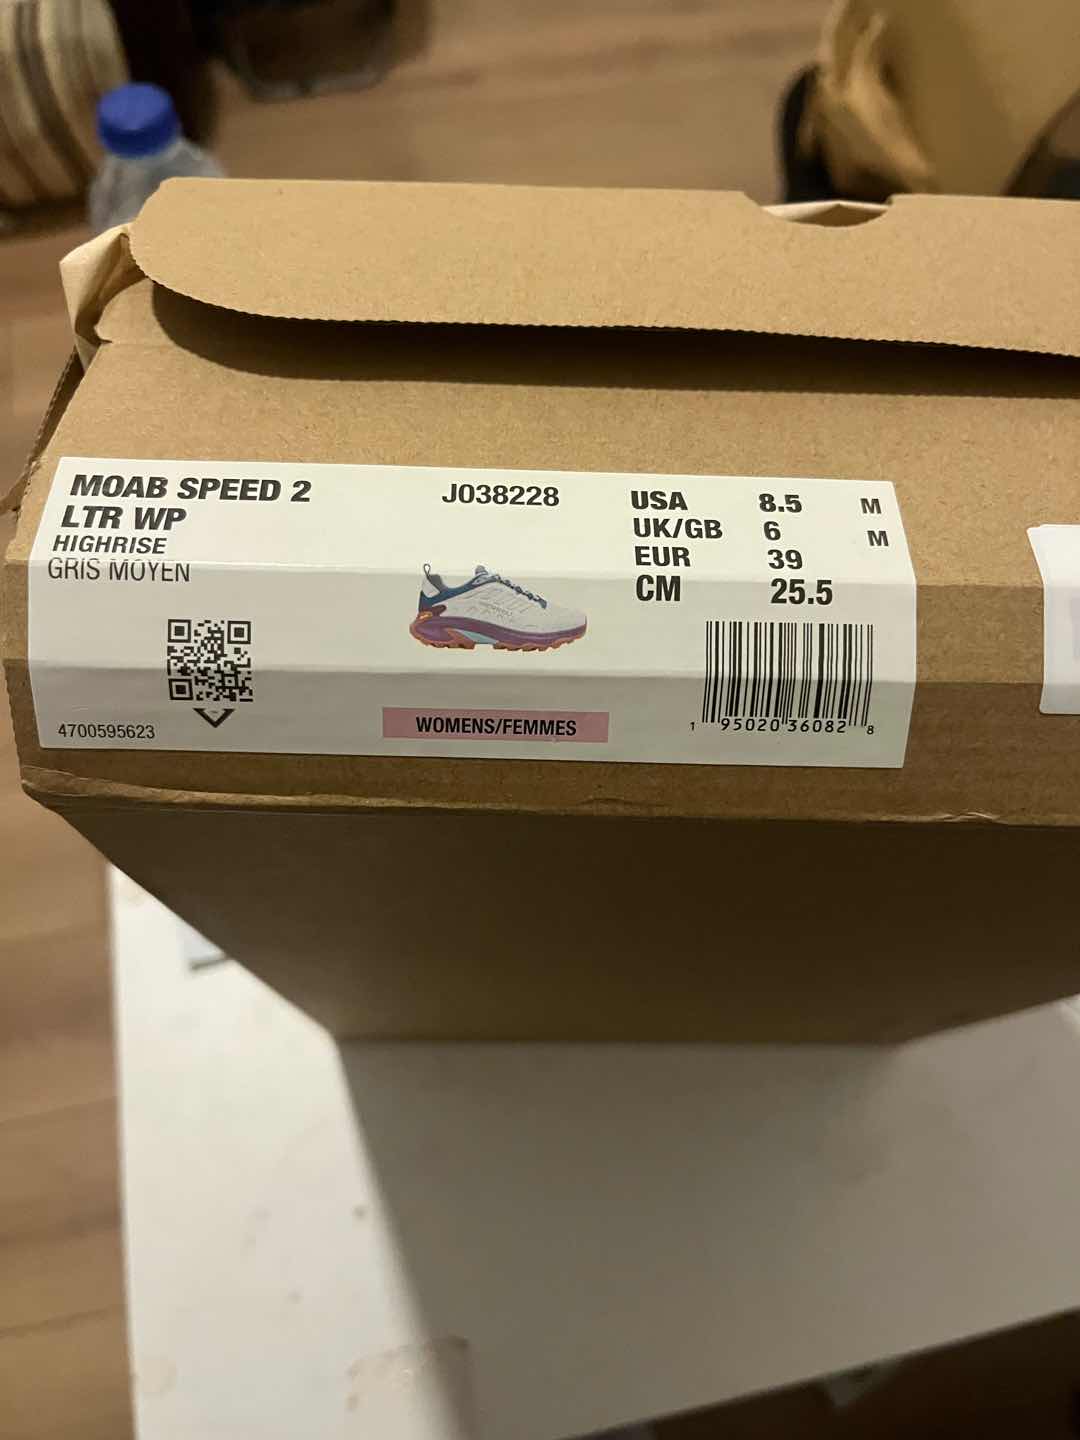 MOAB SPEED 2
LTR WP
HIGHRISE
GRIS MOYEN
J038228
USA 8.5 M
UK/GB 6 M
EUR 39
CM 25.5
4700595623
WOMENS/FEMMES
1 95020 36082 8